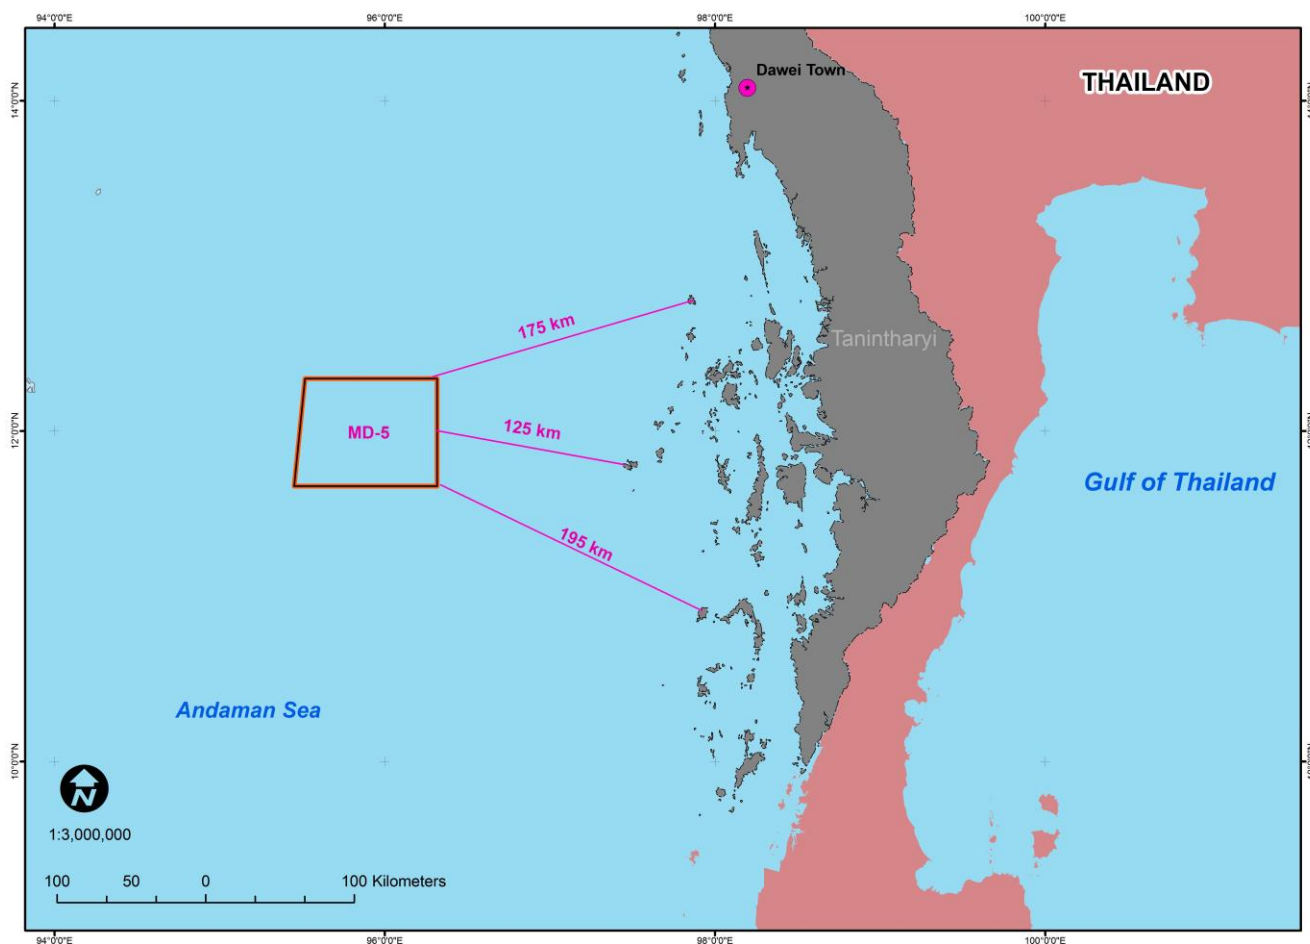 94°0'0"E 96°0'0"E 98°0'0"E 100°0'0"E
Dawei Town
THAILAND
14°0'0"N
175 km
Tanintharyi
MD-5
125 km
12°0'0"N
Gulf of Thailand
195 km
Andaman Sea
10°0'0"N
N
1:3,000,000
100 50 0 100 Kilometers
94°0'0"E 96°0'0"E 98°0'0"E 100°0'0"E